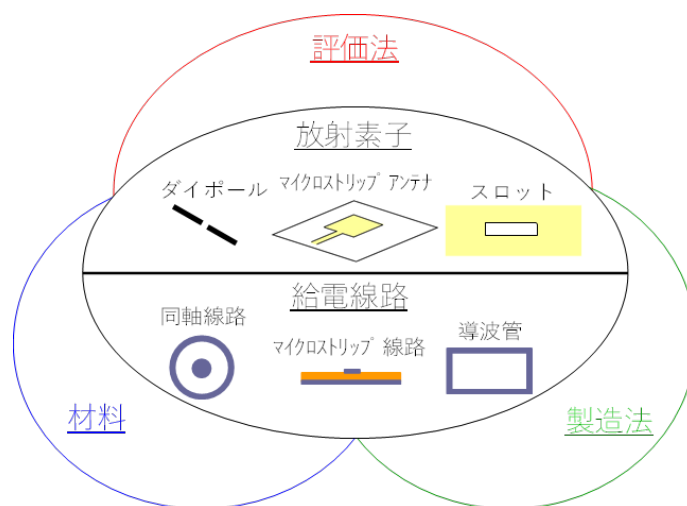 評価法
放射素子
ダイポール
マイクロストリップ アンテナ
スロット
給電線路
同軸線路
マイクロストリップ 線路
導波管
材料
製造法